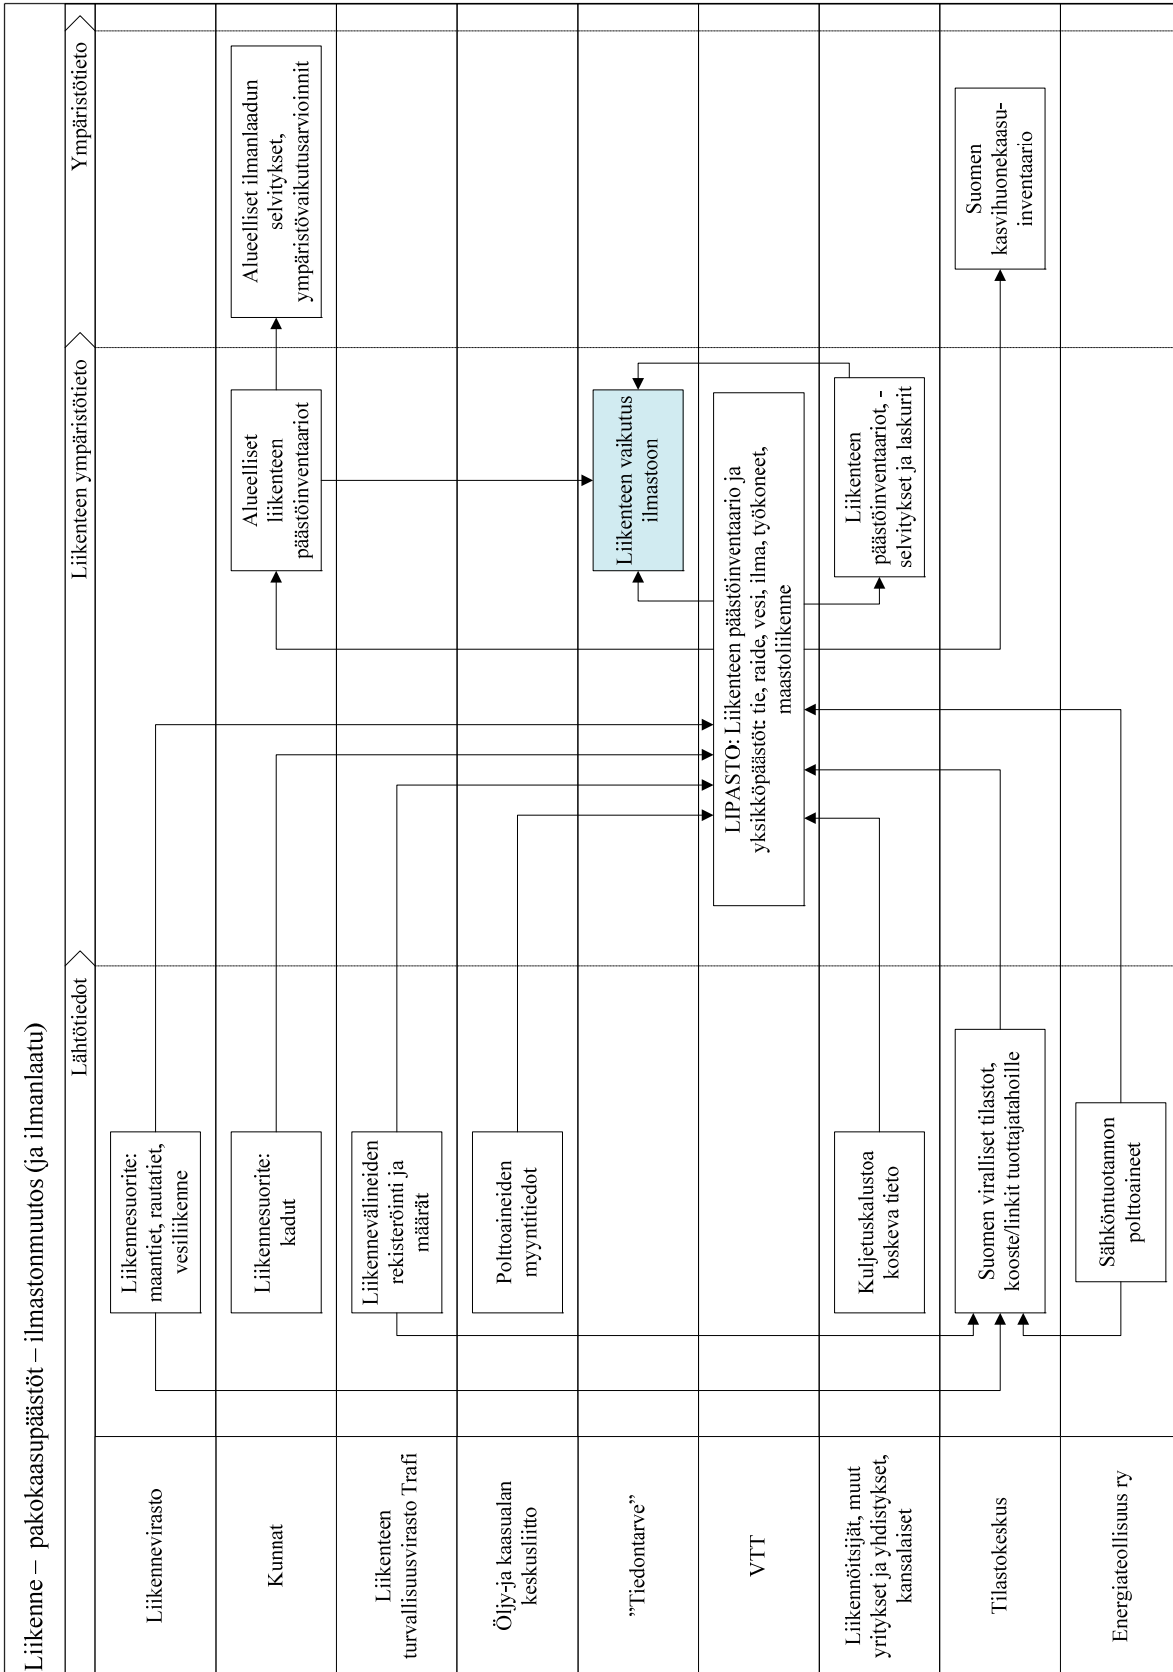 Liikenne – pakokaasupäästöt – ilmastonmuutos (ja ilmanlaatu)
Lähtötiedot
Liikenteen ympäristötieto
Ympäristötieto
Liikennevirasto
Liikennesuorite:
maantiet, rautatiet,
vesiliikenne
Kunnat
Liikennesuorite:
kadut
Alueelliset
liikenteen
päästöinventaariot
Alueelliset ilmanlaadun
selvitykset,
ympäristövaikutusarvioinnit
Liikenteen
turvallisuusvirasto Trafi
Liikennevälineiden
rekisteröinti ja
määrät
Öljy-ja kaasualan
keskusliitto
Polttoaineiden
myyntitiedot
”Tiedontarve”
Liikenteen vaikutus
ilmastoon
VTT
LIPASTO: Liikenteen päästöinventaario ja
yksikköpäästöt: tie, raide, vesi, ilma, työkoneet,
maastoliikenne
Liikennöitsijät, muut
yritykset ja yhdistykset,
kansalaiset
Kuljetuskalustoa
koskeva tieto
Liikenteen
päästöinventaariot, -
selvitykset ja laskurit
Tilastokeskus
Suomen viralliset tilastot,
kooste/linkit tuottajatahoille
Suomen
kasvihuonekaasu-
inventaario
Energiateollisuus ry
Sähköntuotannon
polttoaineet